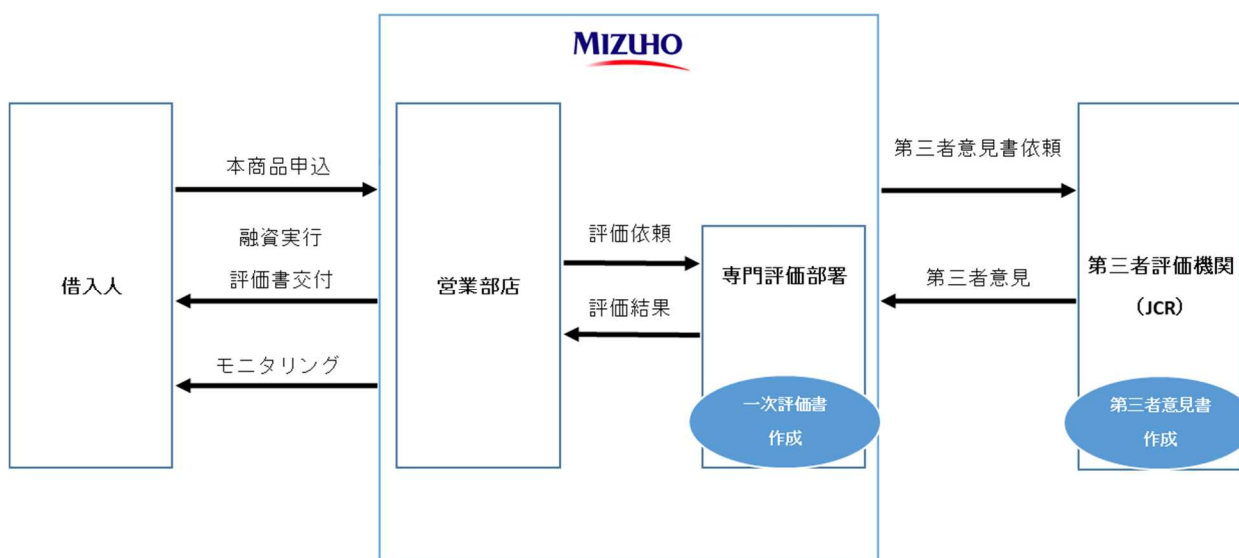 MIZUHO
借入人
本商品申込
融資実行
評価書交付
モニタリング
営業部店
評価依頼
評価結果
専門評価部署
一次評価書
作成
第三者意見書依頼
第三者意見
第三者評価機関
（JCR）
第三者意見書
作成